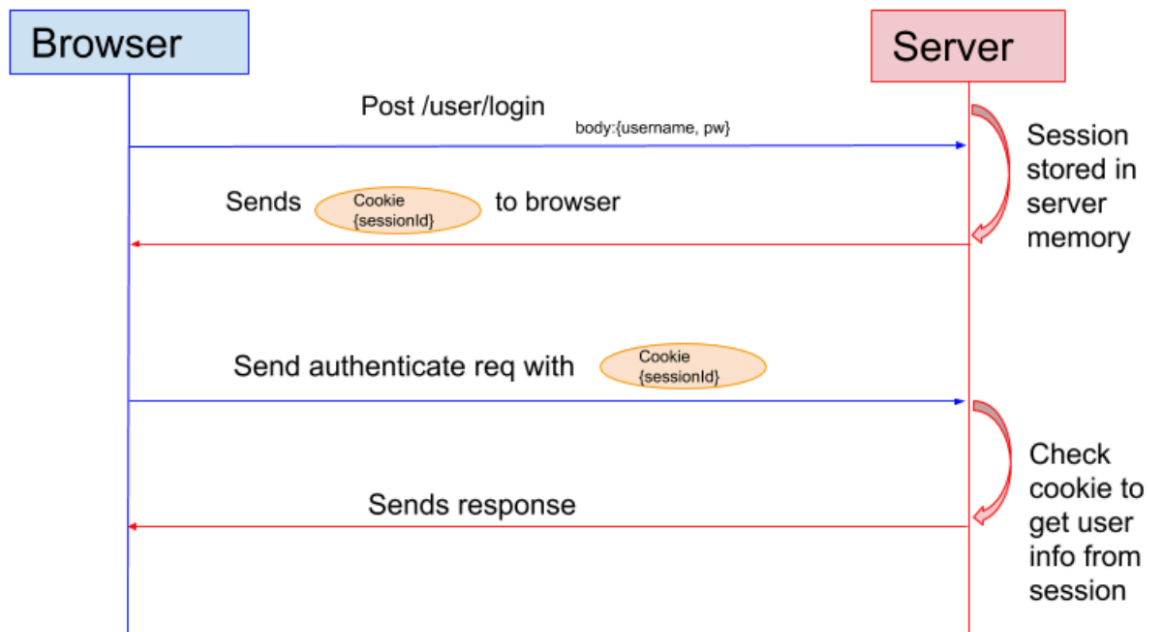 Browser
Server
Post /user/login
body:{username, pw}
Session
stored in
server
memory
Sends
Cookie
{sessionId}
to browser
Send authenticate req with
Cookie
{sessionId}
Check
cookie to
get user
info from
session
Sends response